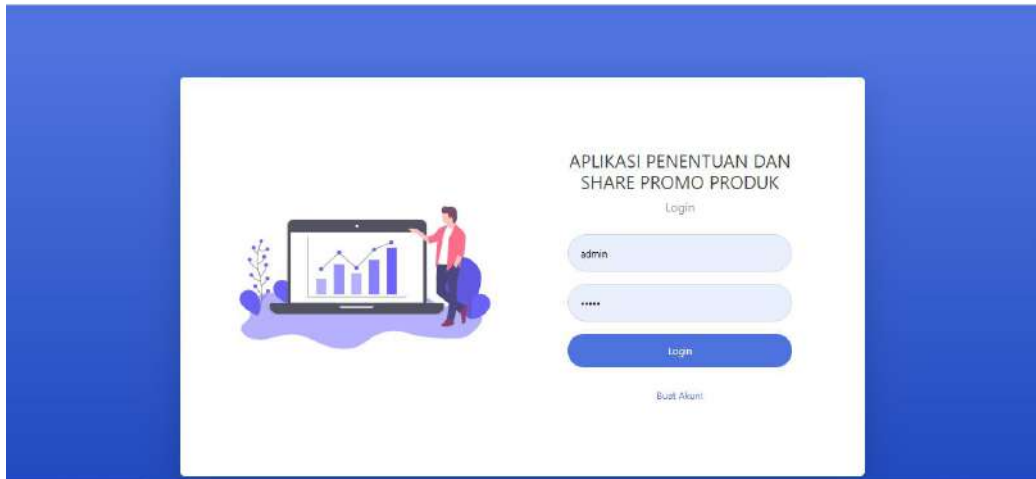 APLIKASI PENENTUAN DAN
SHARE PROMO PRODUK
Login
admin
•••••
Login
Buat Akun!